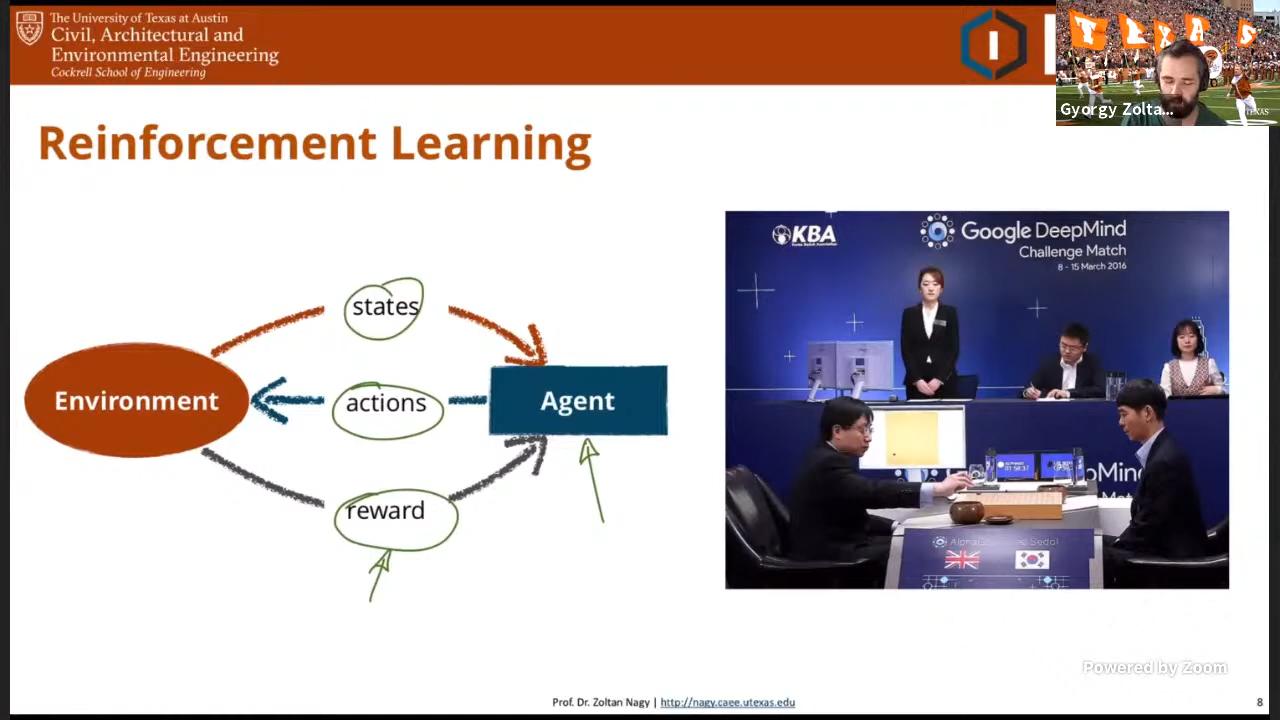 The University of Texas at Austin
Civil, Architectural and
Environmental Engineering
Cockrell School of Engineering
I
TEXAS
Gyorgy Zolta...
TEXAS
Reinforcement Learning
states
Environment
actions
Agent
reward
KBA
Google DeepMind
Challenge Match
8 - 15 March 2016
Powered by Zoom
Prof. Dr. Zoltan Nagy | http://nagy.caee.utexas.edu
8